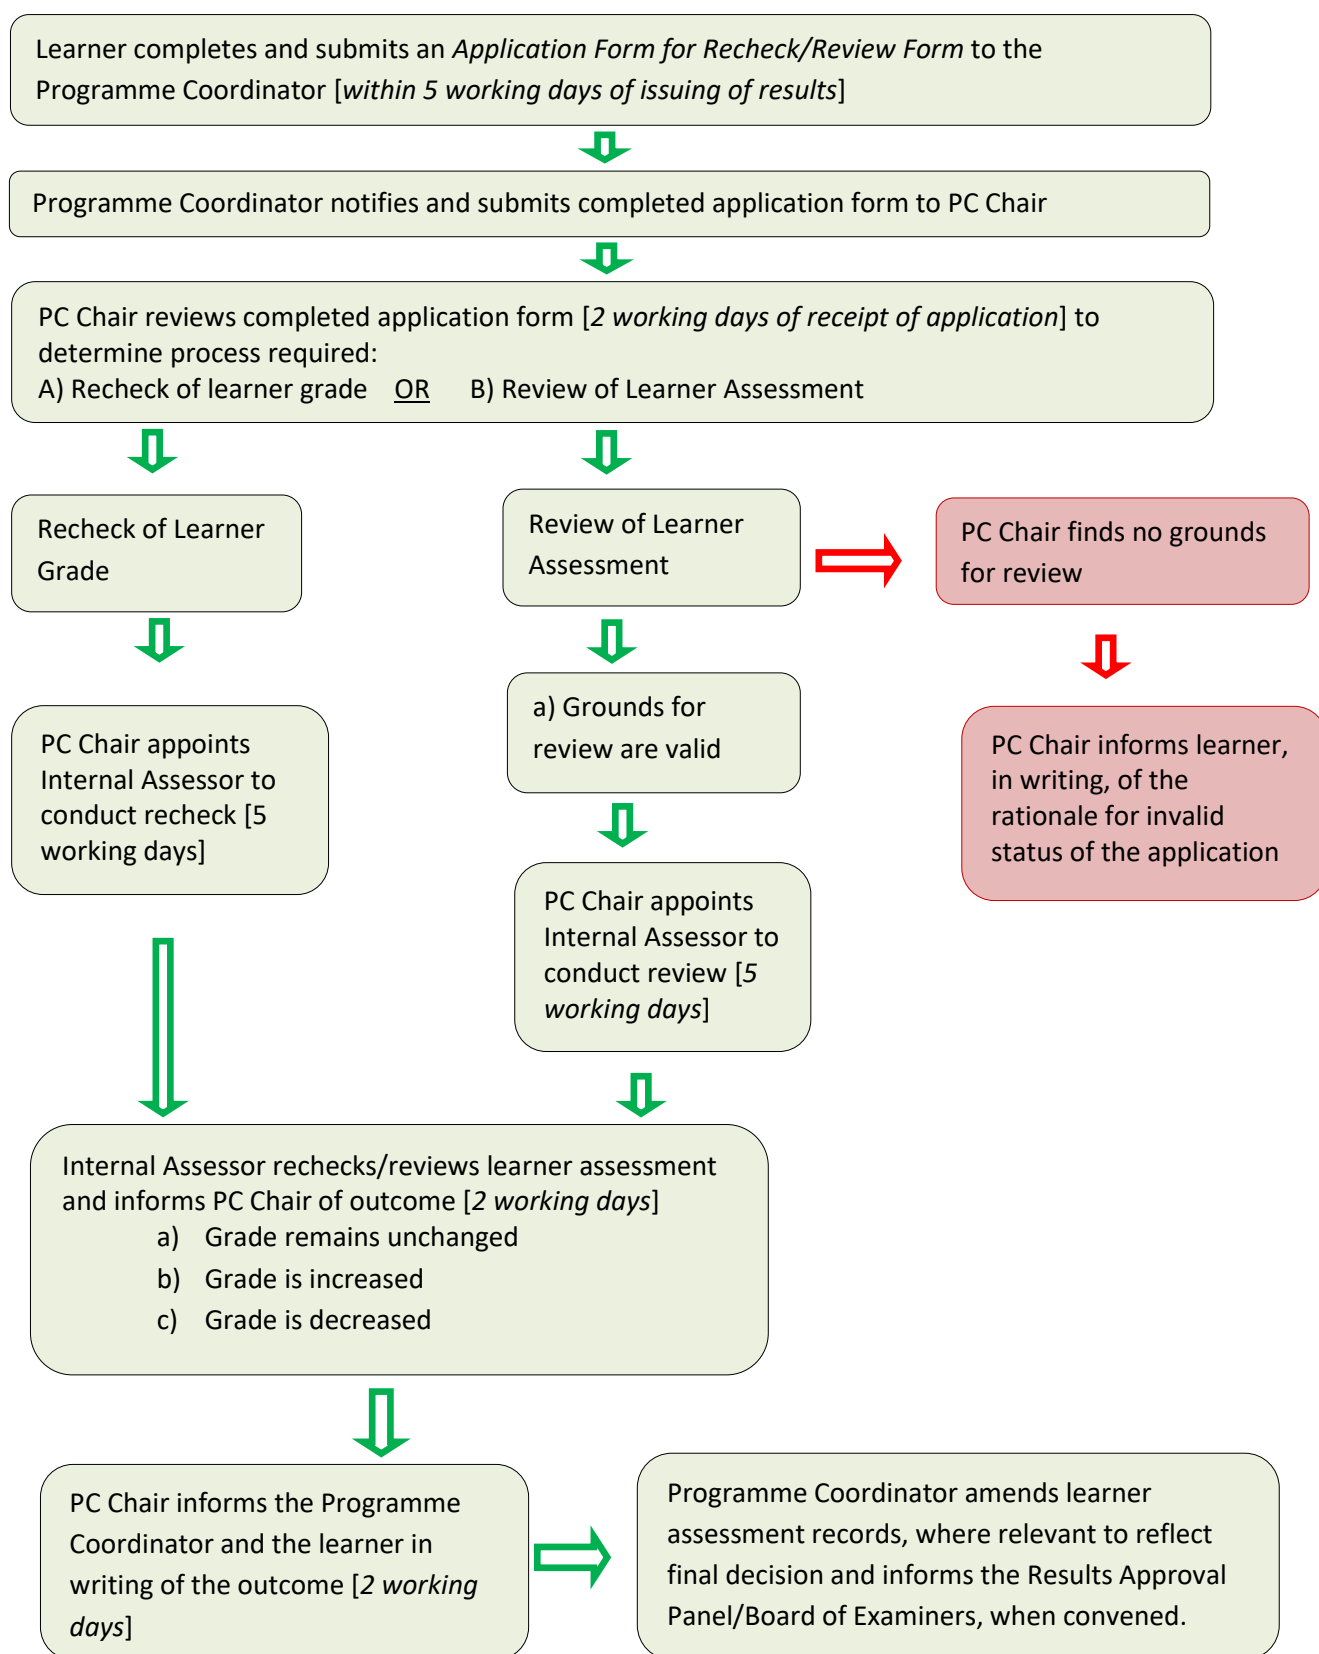 Learner completes and submits an Application Form for Recheck/Review Form to the
Programme Coordinator [within 5 working days of issuing of results]
Programme Coordinator notifies and submits completed application form to PC Chair
PC Chair reviews completed application form [2 working days of receipt of application] to
determine process required:
A) Recheck of learner grade OR B) Review of Learner Assessment
Recheck of Learner
Grade
Review of Learner
Assessment
PC Chair finds no grounds
for review
PC Chair appoints
Internal Assessor to
conduct recheck [5
working days]
a) Grounds for
review are valid
PC Chair informs learner,
in writing, of the
rationale for invalid
status of the application
PC Chair appoints
Internal Assessor to
conduct review [5
working days]
Internal Assessor rechecks/reviews learner assessment
and informs PC Chair of outcome [2 working days]
a) Grade remains unchanged
b) Grade is increased
c) Grade is decreased
PC Chair informs the Programme
Coordinator and the learner in
writing of the outcome [2 working
days]
Programme Coordinator amends learner
assessment records, where relevant to reflect
final decision and informs the Results Approval
Panel/Board of Examiners, when convened.